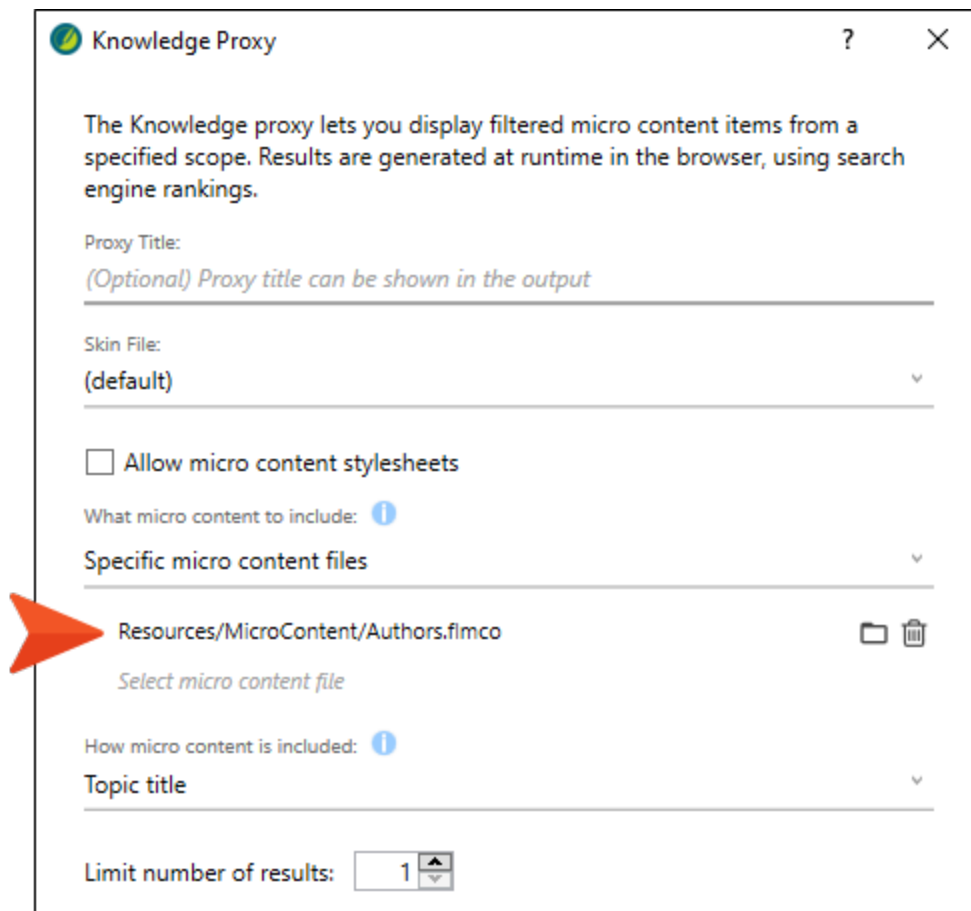 Knowledge Proxy ?
The Knowledge proxy lets you display filtered micro content items from a
specified scope. Results are generated at runtime in the browser, using search
engine rankings.
Proxy Title:
(Optional) Proxy title can be shown in the output
Skin File:
(default)
Allow micro content stylesheets
What micro content to include:
Specific micro content files
Resources/MicroContent/Authors.flmco
Select micro content file
How micro content is included:
Topic title
Limit number of results: 1